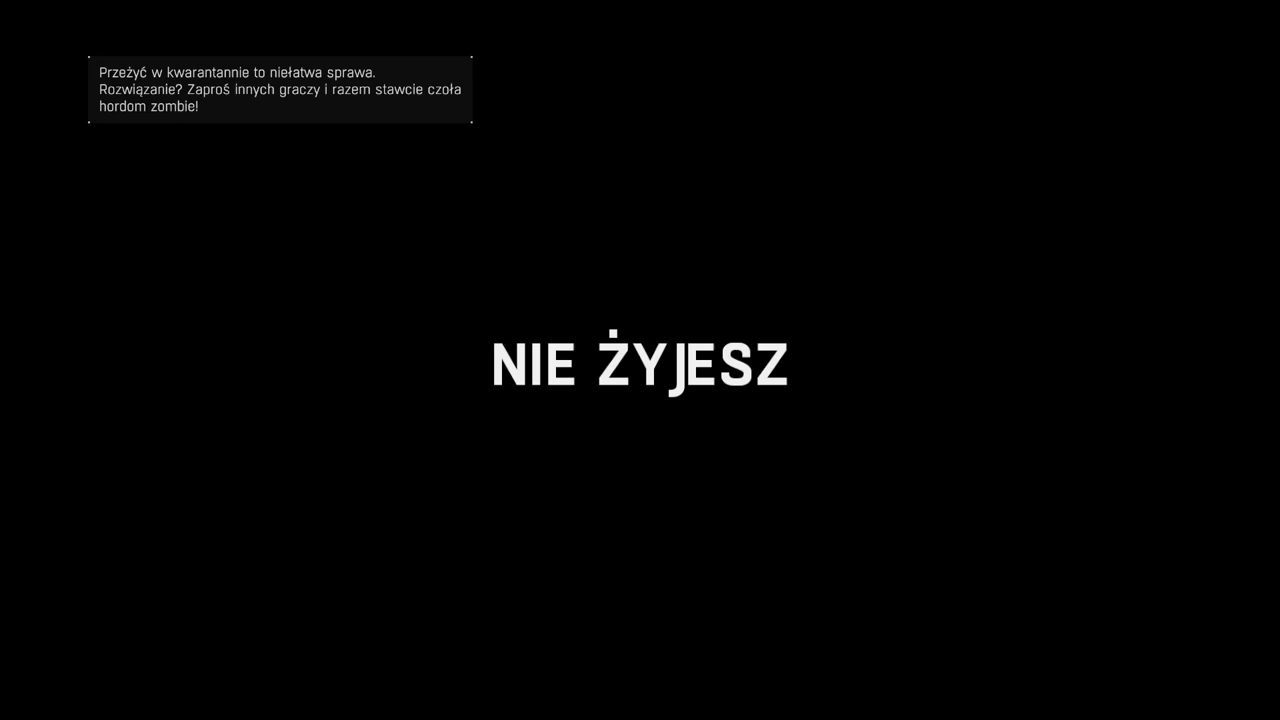 Przeżyć w kwarantannie to niełatwa sprawa.
Rozwiązanie? Zaproś innych graczy i razem stawcie czoła
hordom zombie!
NIE ŻYJESZ